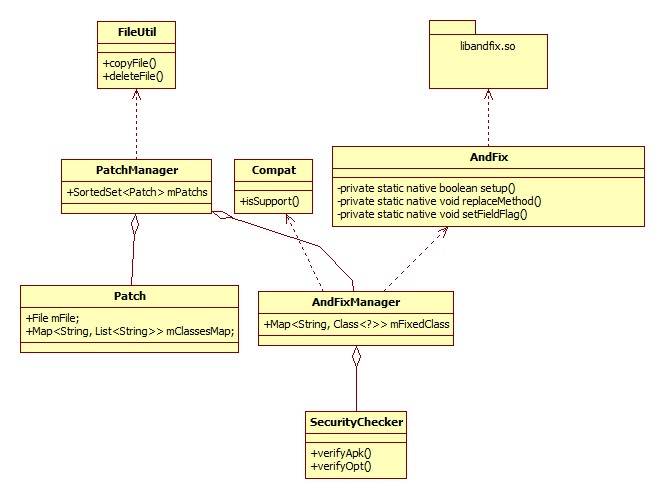 FileUtil
+copyFile()
+deleteFile()
libandfix.so
PatchManager
+SortedSet<Patch> mPatchs
Compat
+isSupport()
AndFix
-private static native boolean setup()
-private static native void replaceMethod()
-private static native void setFieldFlag()
Patch
+File mFile;
+Map<String, List<String>> mClassesMap;
AndFixManager
+Map<String, Class<?>> mFixedClass
SecurityChecker
+verifyApk()
+verifyOpt()